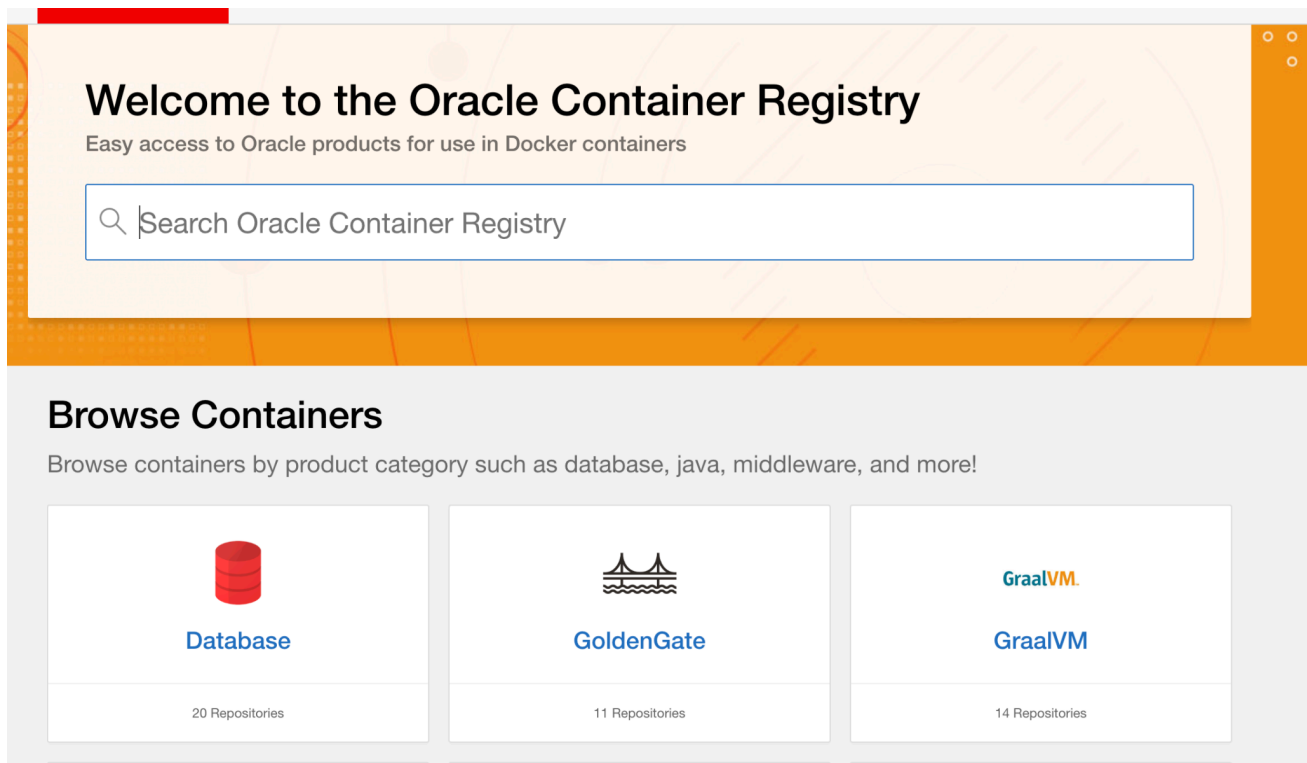 Welcome to the Oracle Container Registry
Easy access to Oracle products for use in Docker containers
Search Oracle Container Registry
Browse Containers
Browse containers by product category such as database, java, middleware, and more!
Database
20 Repositories
GoldenGate
11 Repositories
GraalVM.
GraalVM
14 Repositories